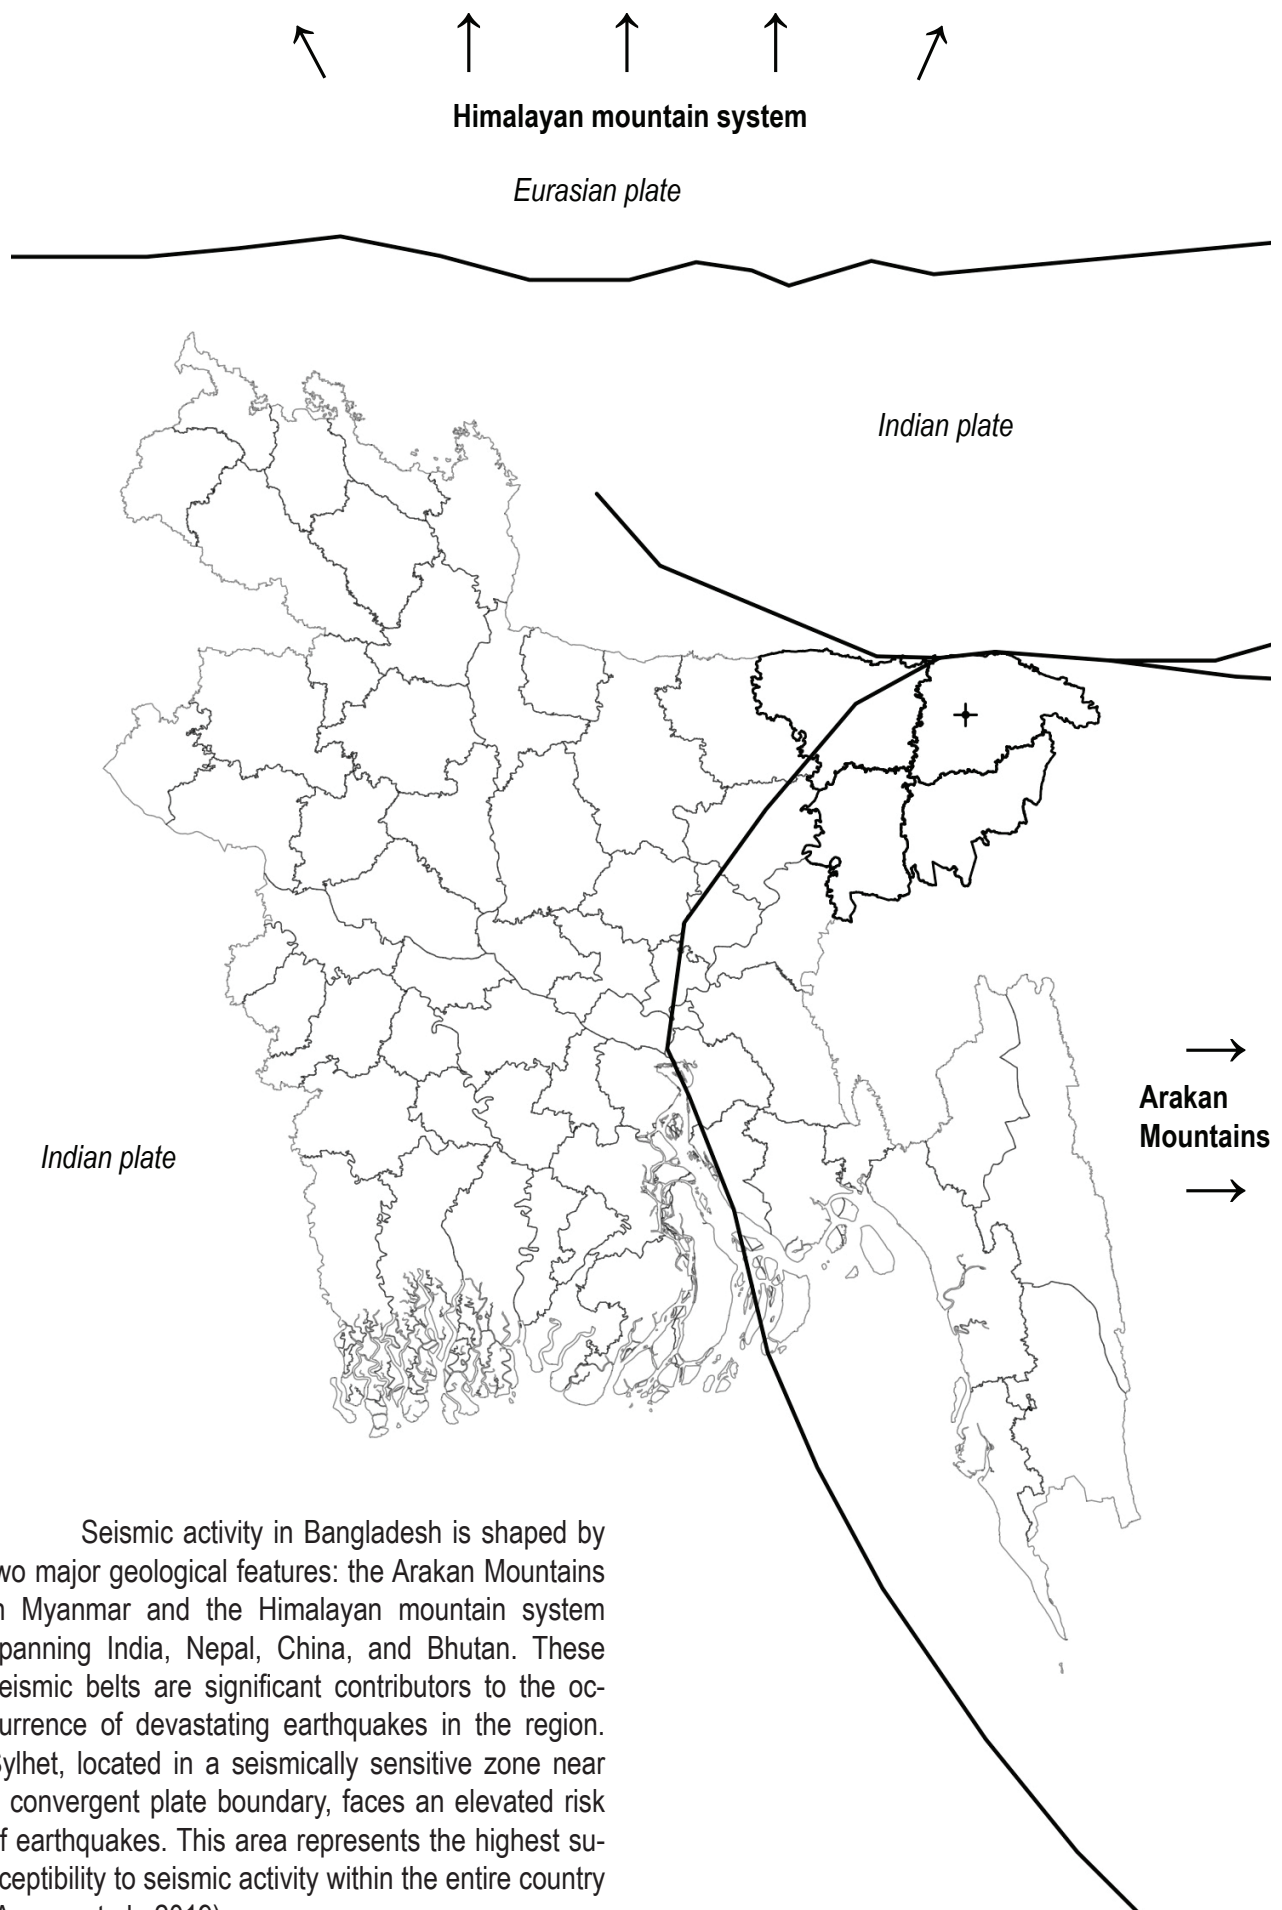 Himalayan mountain system
Eurasian plate
Indian plate
Arakan
Mountains
Indian plate
Seismic activity in Bangladesh is shaped by
wo major geological features: the Arakan Mountains
n Myanmar and the Himalayan mountain system
panning India, Nepal, China, and Bhutan. These
eismic belts are significant contributors to the oc-
urrence of devastating earthquakes in the region.
ylhet, located in a seismically sensitive zone near
convergent plate boundary, faces an elevated risk
f earthquakes. This area represents the highest su-
ceptibility to seismic activity within the entire country